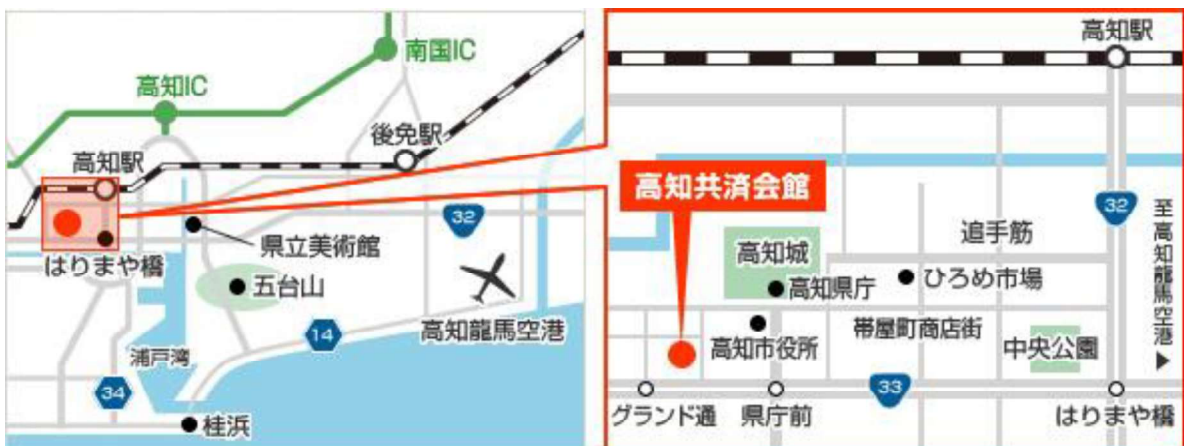 南国IC
高知IC
後免駅
高知駅
32
県立美術館
はりまや橋
五台山
高知龍馬空港
14
浦戸湾
34
桂浜
高知駅
高知共済会館
32
至高知龍馬空港
追手筋
高知城
高知県庁
ひろめ市場
帯屋町商店街
高知市役所
中央公園
33
グランド通
県庁前
はりまや橋